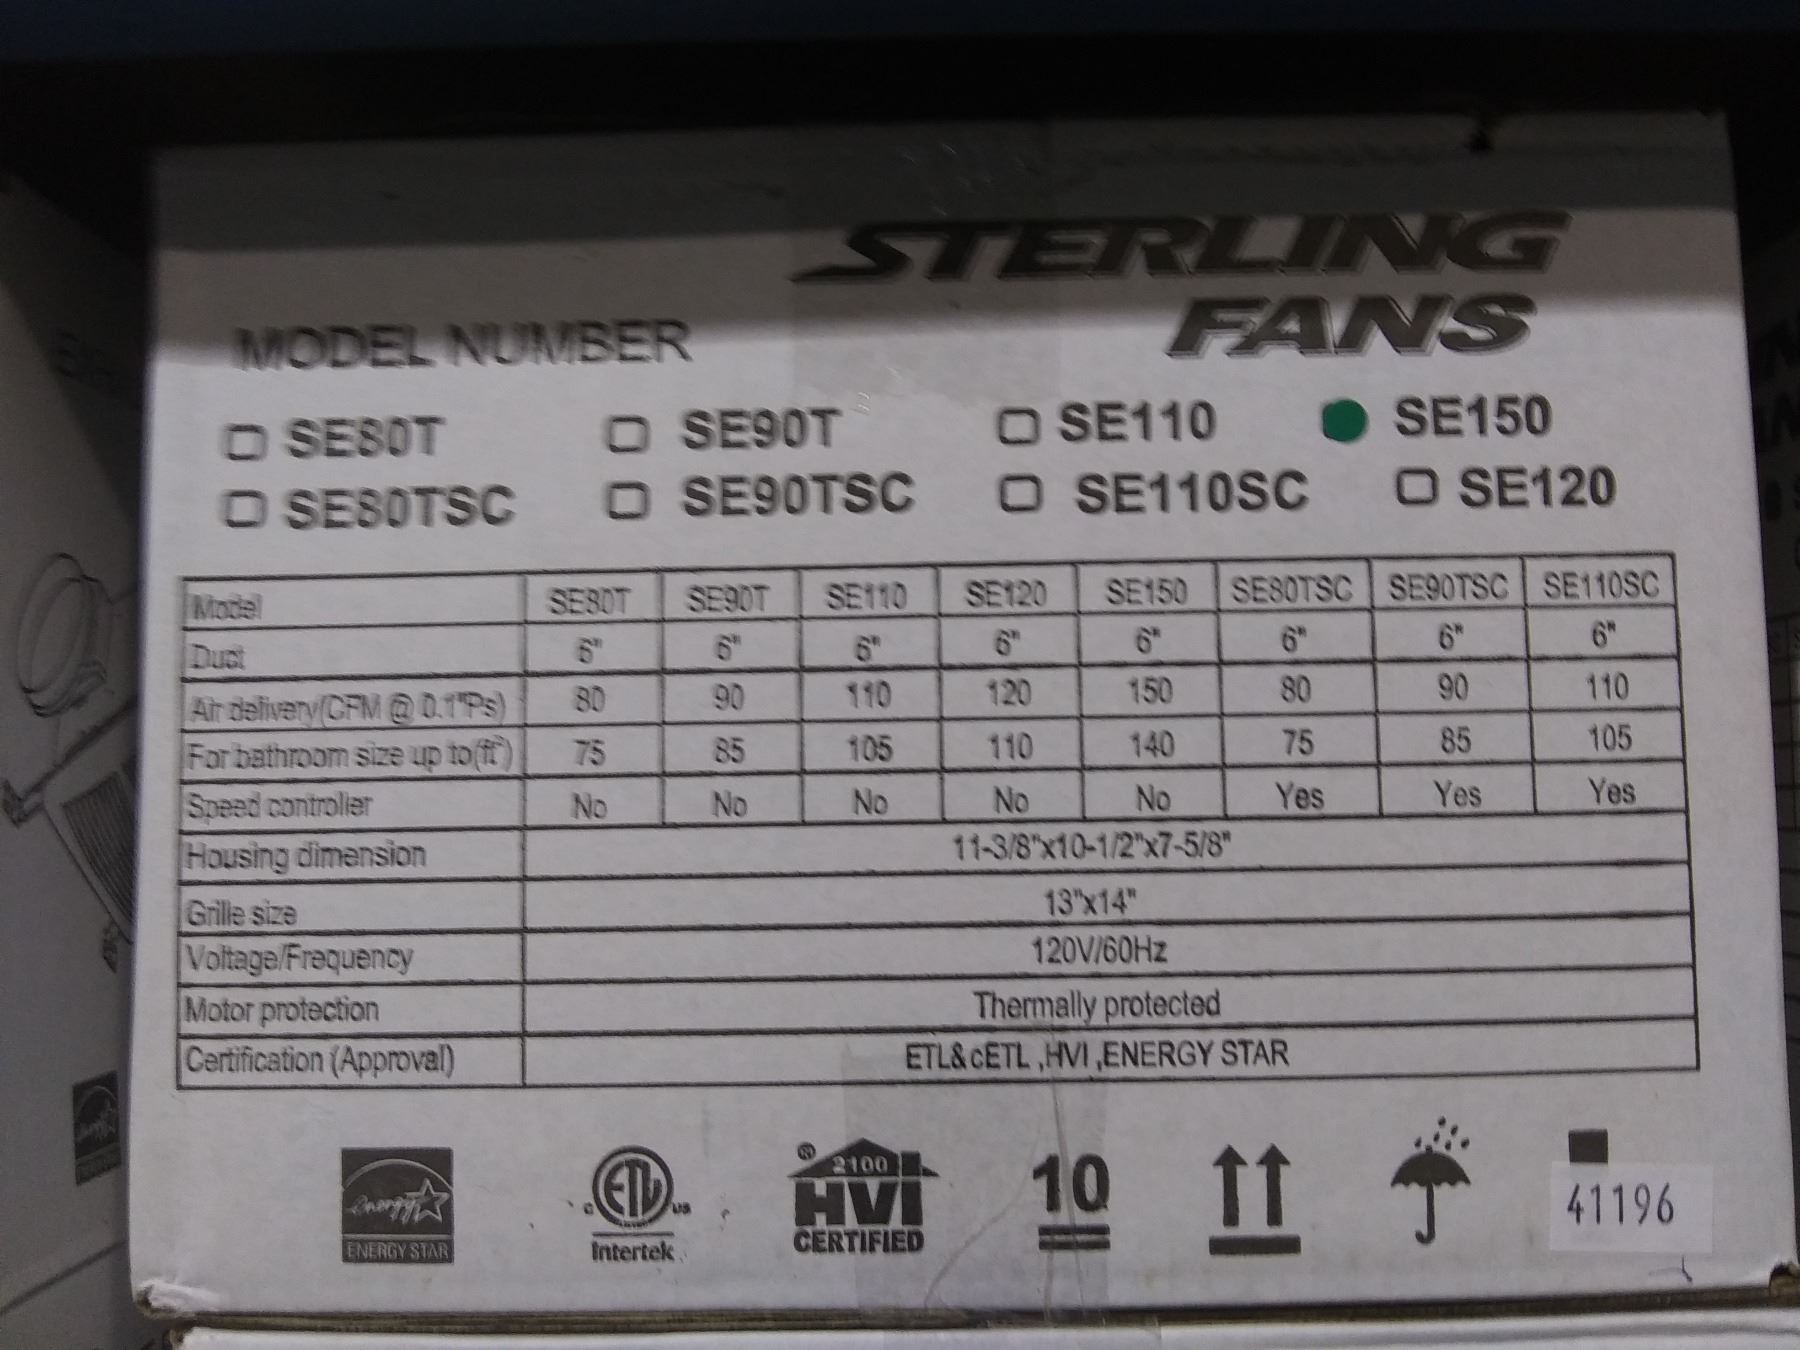 STERLING
FANS
MODEL NUMBER
SE80T SE90T SE110 SE150
SE80TSC SE90TSC SE110SC SE120
Model SE80T SE90T SE110 SE120 SE150 SE80TSC SE90TSC SE110SC
Duct 6" 6" 6" 6" 6" 6" 6" 6"
Air delivery(CFM @ 0.1"Ps) 80 90 110 120 150 80 90 110
For bathroom size up to(ft²) 75 85 105 110 140 75 85 105
Speed controller No No No No No Yes Yes Yes
Housing dimension 11-3/8"x10-1/2"x7-5/8"
Grille size 13"x14"
Voltage/Frequency 120V/60Hz
Motor protection Thermally protected
Certification (Approval) ETL&cETL ,HVI ,ENERGY STAR
energy ENERGY STAR
c ETL us Intertek
® 2100 HVI CERTIFIED
10
41196